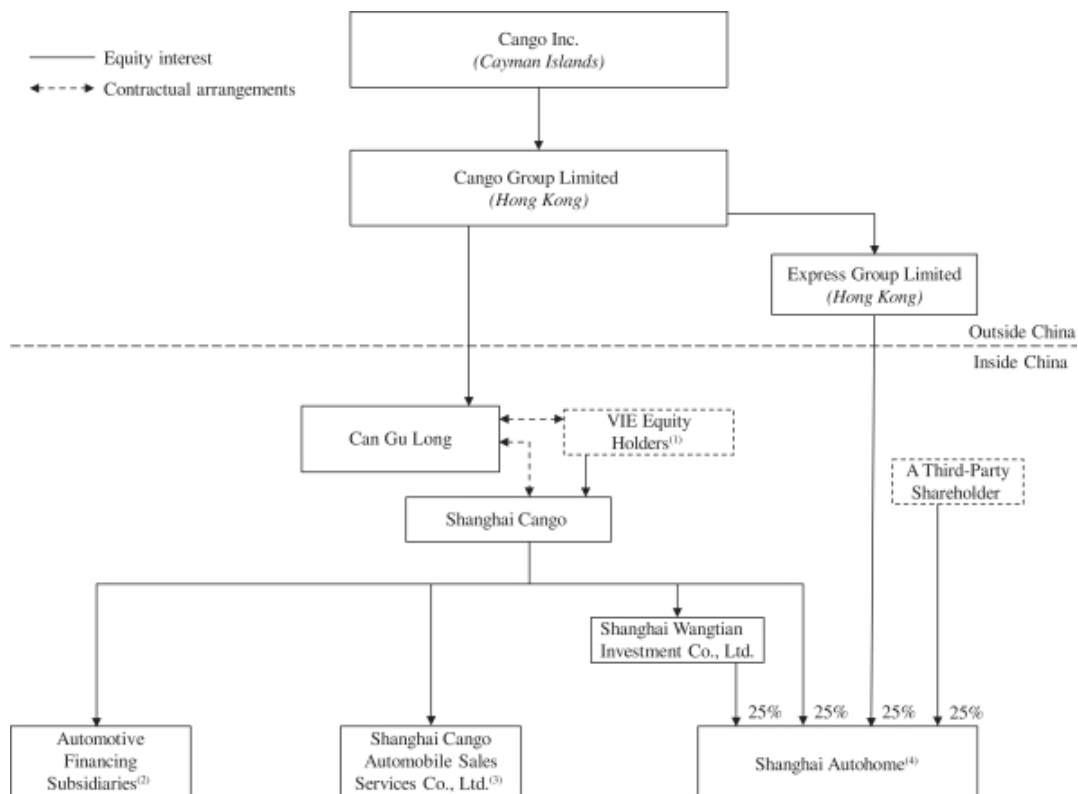 Cango Inc.
(Cayman Islands)
Equity interest
Contractual arrangements
Cango Group Limited
(Hong Kong)
Express Group Limited
(Hong Kong)
Outside China
Inside China
Can Gu Long
VIE Equity
Holders(1)
A Third-Party
Shareholder
Shanghai Cango
Shanghai Wangtian
Investment Co., Ltd.
25%
25%
25%
25%
Automotive
Financing
Subsidiaries(2)
Shanghai Cango
Automobile Sales
Services Co., Ltd.(3)
Shanghai Autohome(4)